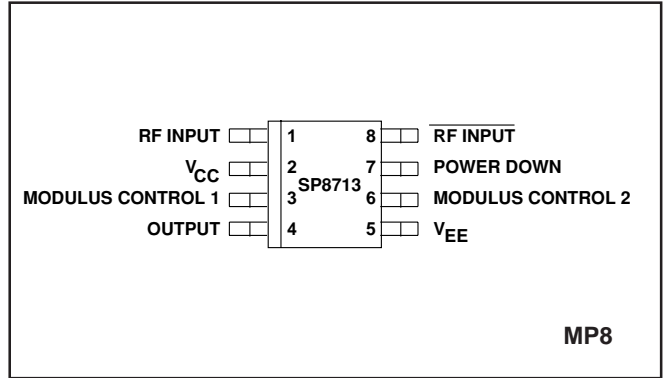 RF INPUT 1 8 RF INPUT
VCC 2 7 POWER DOWN
SP8713
MODULUS CONTROL 1 3 6 MODULUS CONTROL 2
OUTPUT 4 5 VEE
MP8